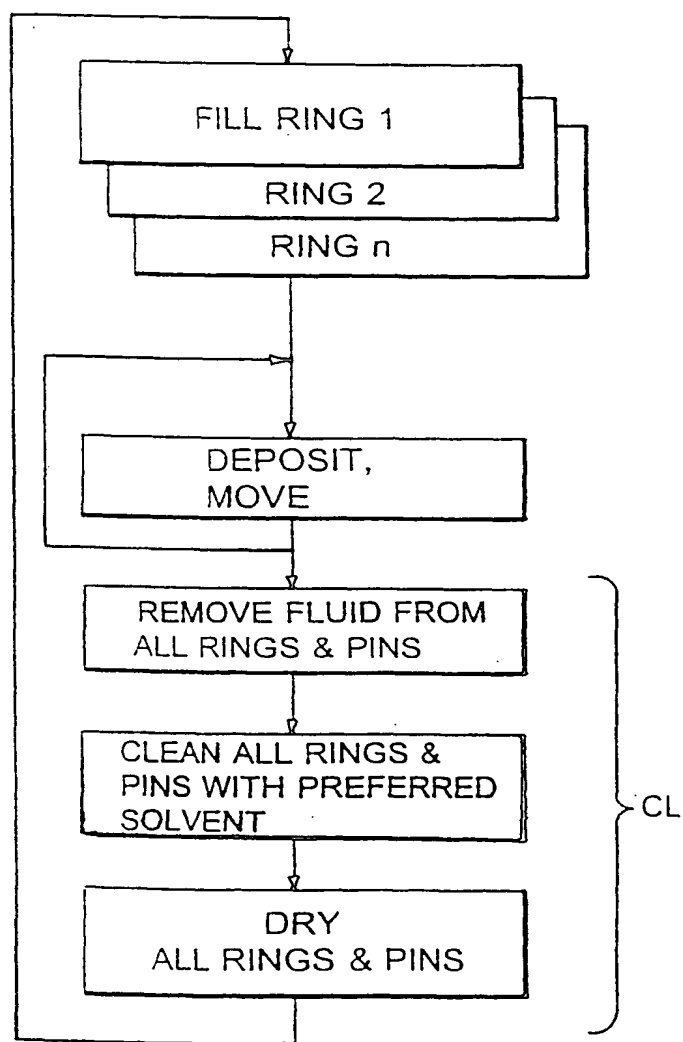 FILL RING 1
RING 2
RING n
DEPOSIT,
MOVE
REMOVE FLUID FROM
ALL RINGS & PINS
CLEAN ALL RINGS &
PINS WITH PREFERRED
SOLVENT
CL
DRY
ALL RINGS & PINS